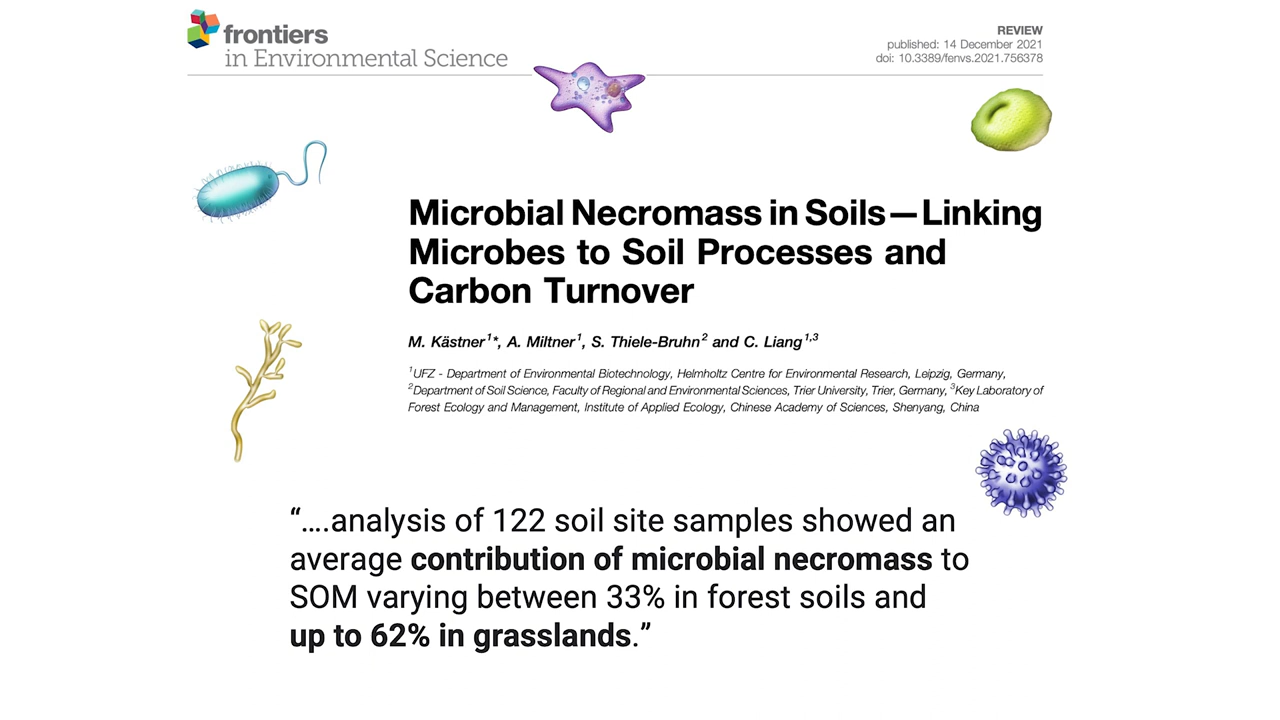 frontiers
in Environmental Science
REVIEW
published: 14 December 2021
doi: 10.3389/fenvs.2021.756378
Microbial Necromass in Soils—Linking
Microbes to Soil Processes and
Carbon Turnover
M. Kästner¹*, A. Miltner¹, S. Thiele-Bruhn² and C. Liang¹,³
¹UFZ - Department of Environmental Biotechnology, Helmholtz Centre for Environmental Research, Leipzig, Germany,
²Department of Soil Science, Faculty of Regional and Environmental Sciences, Trier University, Trier, Germany, ³Key Laboratory of
Forest Ecology and Management, Institute of Applied Ecology, Chinese Academy of Sciences, Shenyang, China
“....analysis of 122 soil site samples showed an
average contribution of microbial necromass to
SOM varying between 33% in forest soils and
up to 62% in grasslands.”